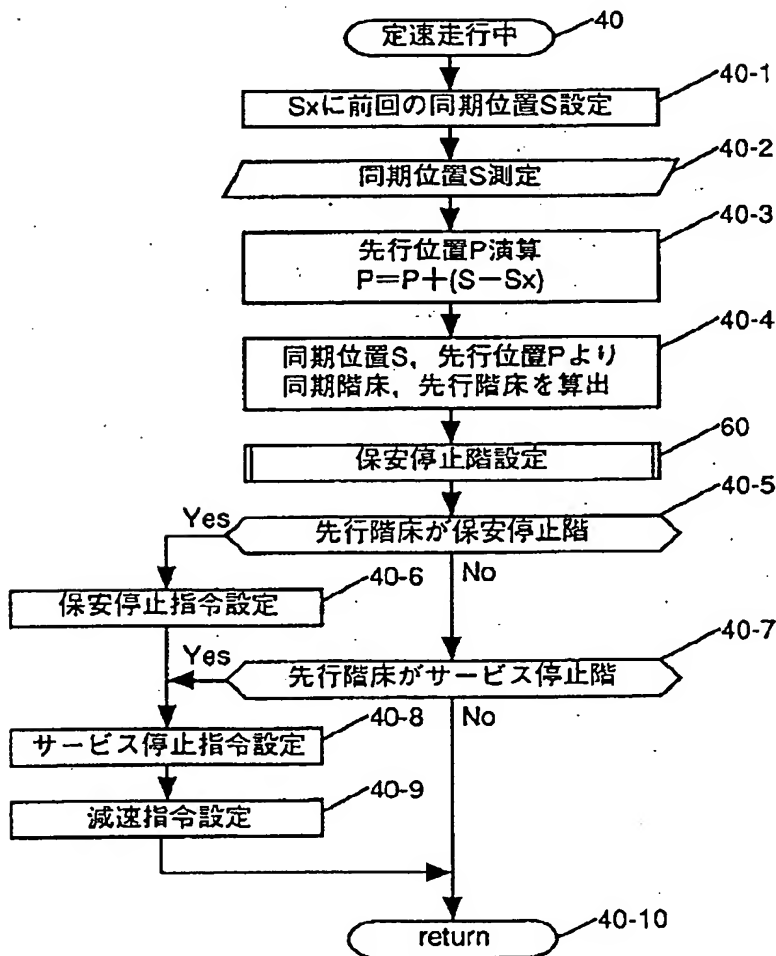 定速走行中
40
40-1
Sxに前回の同期位置S設定
40-2
同期位置S測定
40-3
先行位置P演算
P=P+(S-Sx)
40-4
同期位置S，先行位置Pより
同期階床，先行階床を算出
60
保安停止階設定
40-5
Yes
先行階床が保安停止階
No
40-6
保安停止指令設定
40-7
Yes
先行階床がサービス停止階
No
40-8
サービス停止指令設定
40-9
減速指令設定
40-10
return